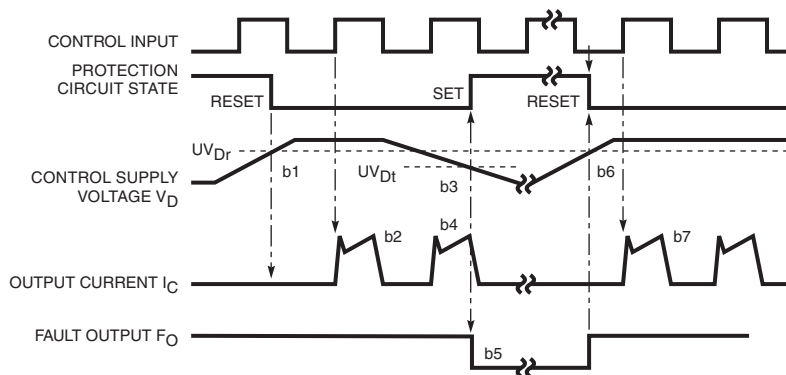 CONTROL INPUT
PROTECTION
CIRCUIT STATE
RESET
SET
RESET
UVDr
b1
UVDt
b3
b6
CONTROL SUPPLY
VOLTAGE VD
b2
b4
b7
OUTPUT CURRENT IC
FAULT OUTPUT FO
b5